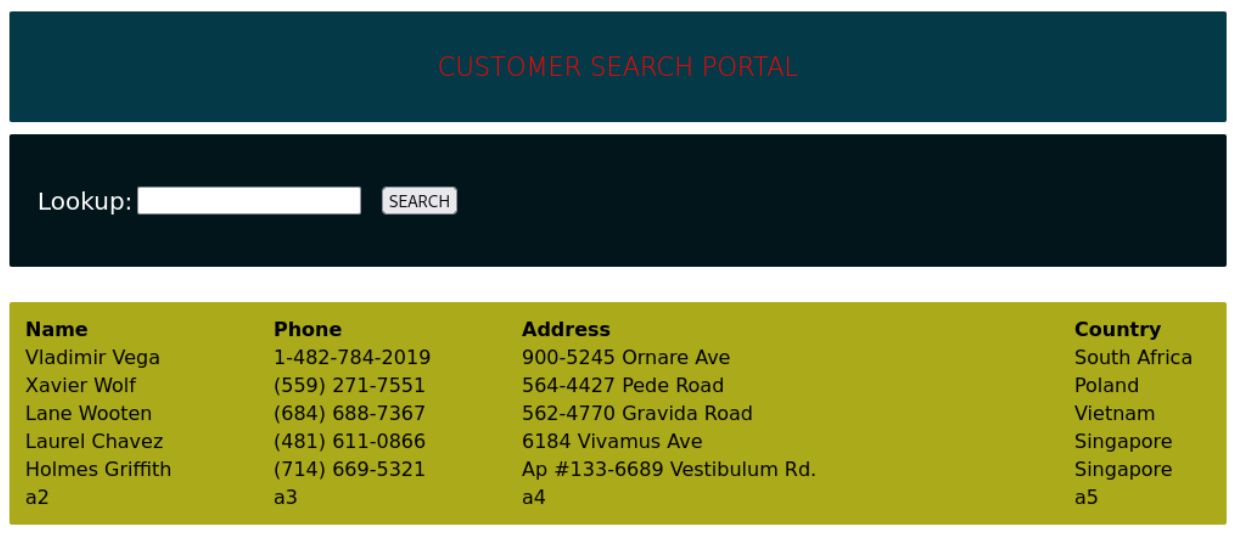 CUSTOMER SEARCH PORTAL
Lookup: SEARCH
Name Phone Address Country
Vladimir Vega 1-482-784-2019 900-5245 Ornare Ave South Africa
Xavier Wolf (559) 271-7551 564-4427 Pede Road Poland
Lane Wooten (684) 688-7367 562-4770 Gravida Road Vietnam
Laurel Chavez (481) 611-0866 6184 Vivamus Ave Singapore
Holmes Griffith (714) 669-5321 Ap #133-6689 Vestibulum Rd. Singapore
a2 a3 a4 a5